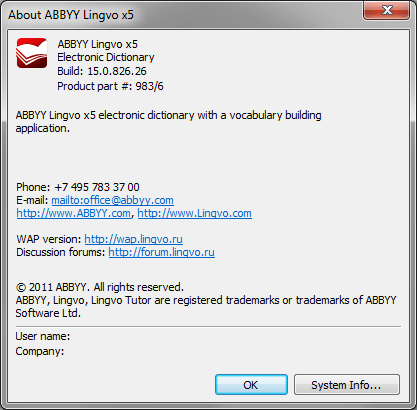 About ABBYY Lingvo x5
ABBYY Lingvo x5
Electronic Dictionary
Build: 15.0.826.26
Product part #: 983/6
ABBYY Lingvo x5 electronic dictionary with a vocabulary building
application.
Phone: +7 495 783 37 00
E-mail: mailto:office@abbyy.com
http://www.ABBYY.com, http://www.Lingvo.com
WAP version: http://wap.lingvo.ru
Discussion forums: http://forum.lingvo.ru
© 2011 ABBYY. All rights reserved.
ABBYY, Lingvo, Lingvo Tutor are registered trademarks or trademarks of ABBYY
Software Ltd.
User name:
Company:
OK
System Info...